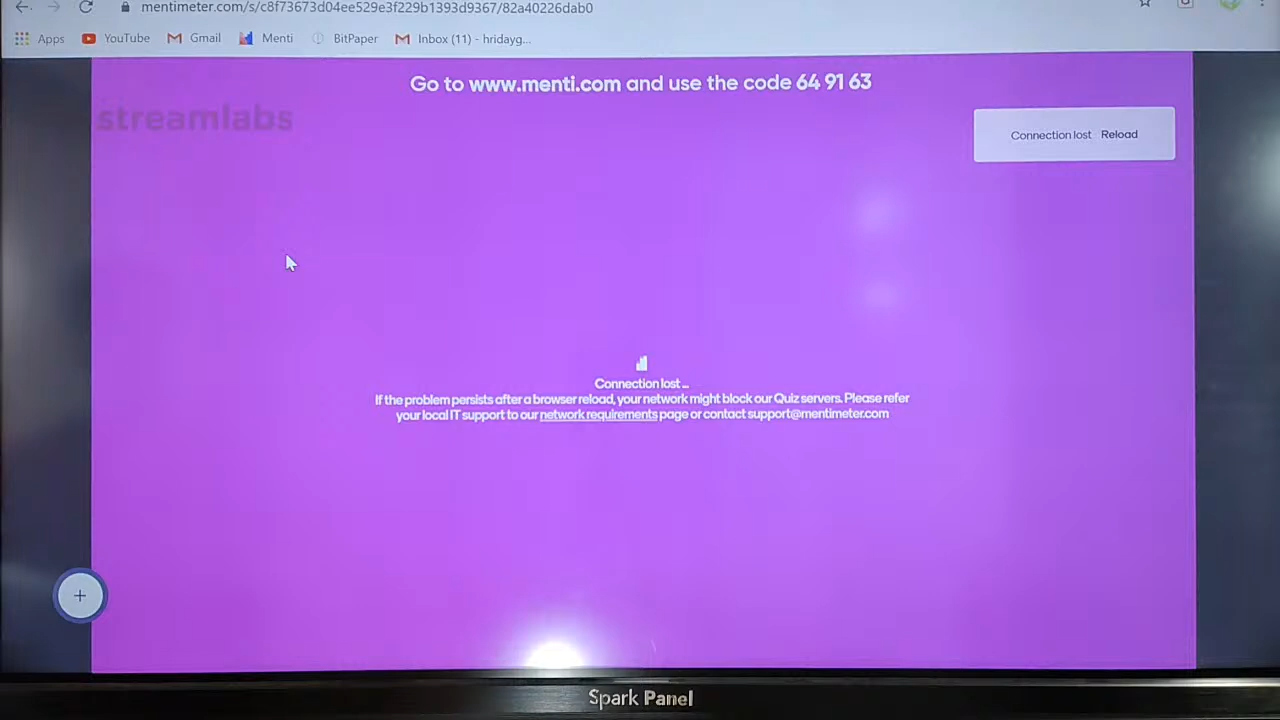 mentimeter.com/s/c8f73673d04ee529e3f229b1393d9367/82a40226dab0
Apps YouTube Gmail Menti BitPaper Inbox (11) - hridayg...
Go to www.menti.com and use the code 64 91 63
streamlabs
Connection lost Reload
Connection lost ...
If the problem persists after a browser reload, your network might block our Quiz servers. Please refer
your local IT support to our network requirements page or contact support@mentimeter.com
+
Spark Panel